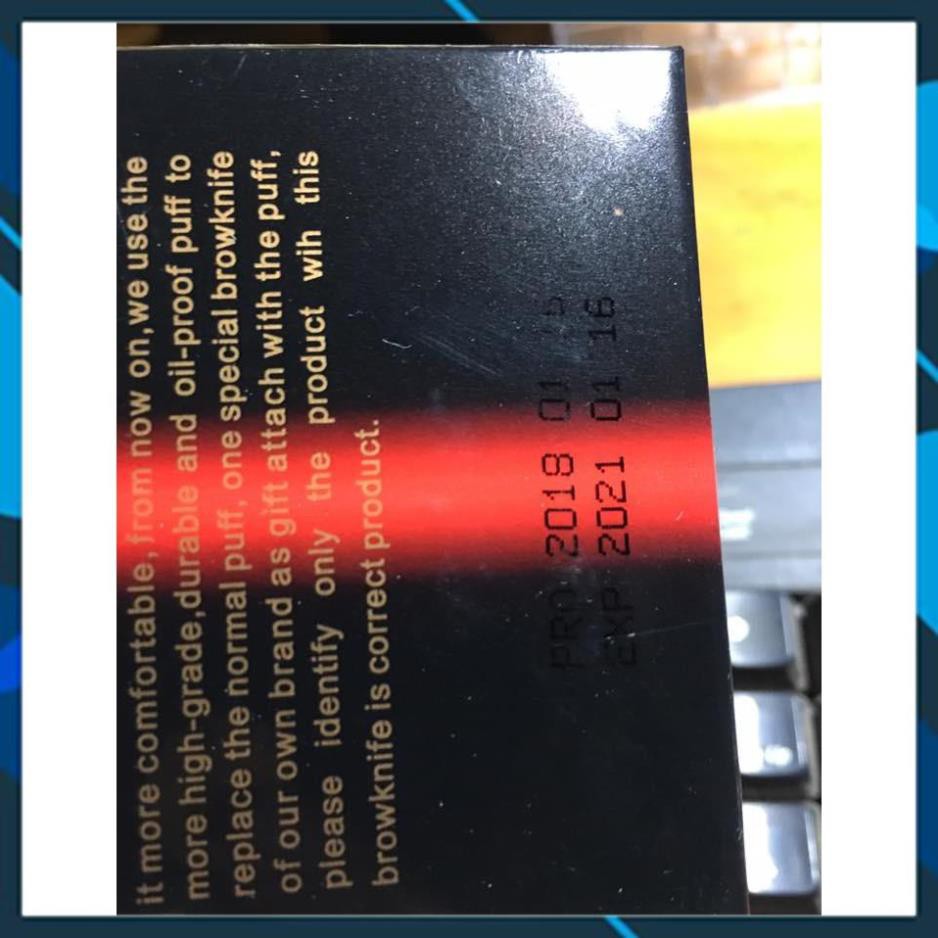 it more comfortable, from now on,we use the
more high-grade,durable and oil-proof puff to
replace the normal puff, one special browknife
of our own brand as gift attach with the puff,
please identify only the product wih this
browknife is correct product.
PRO 2018 01
EXP 2021 01 16